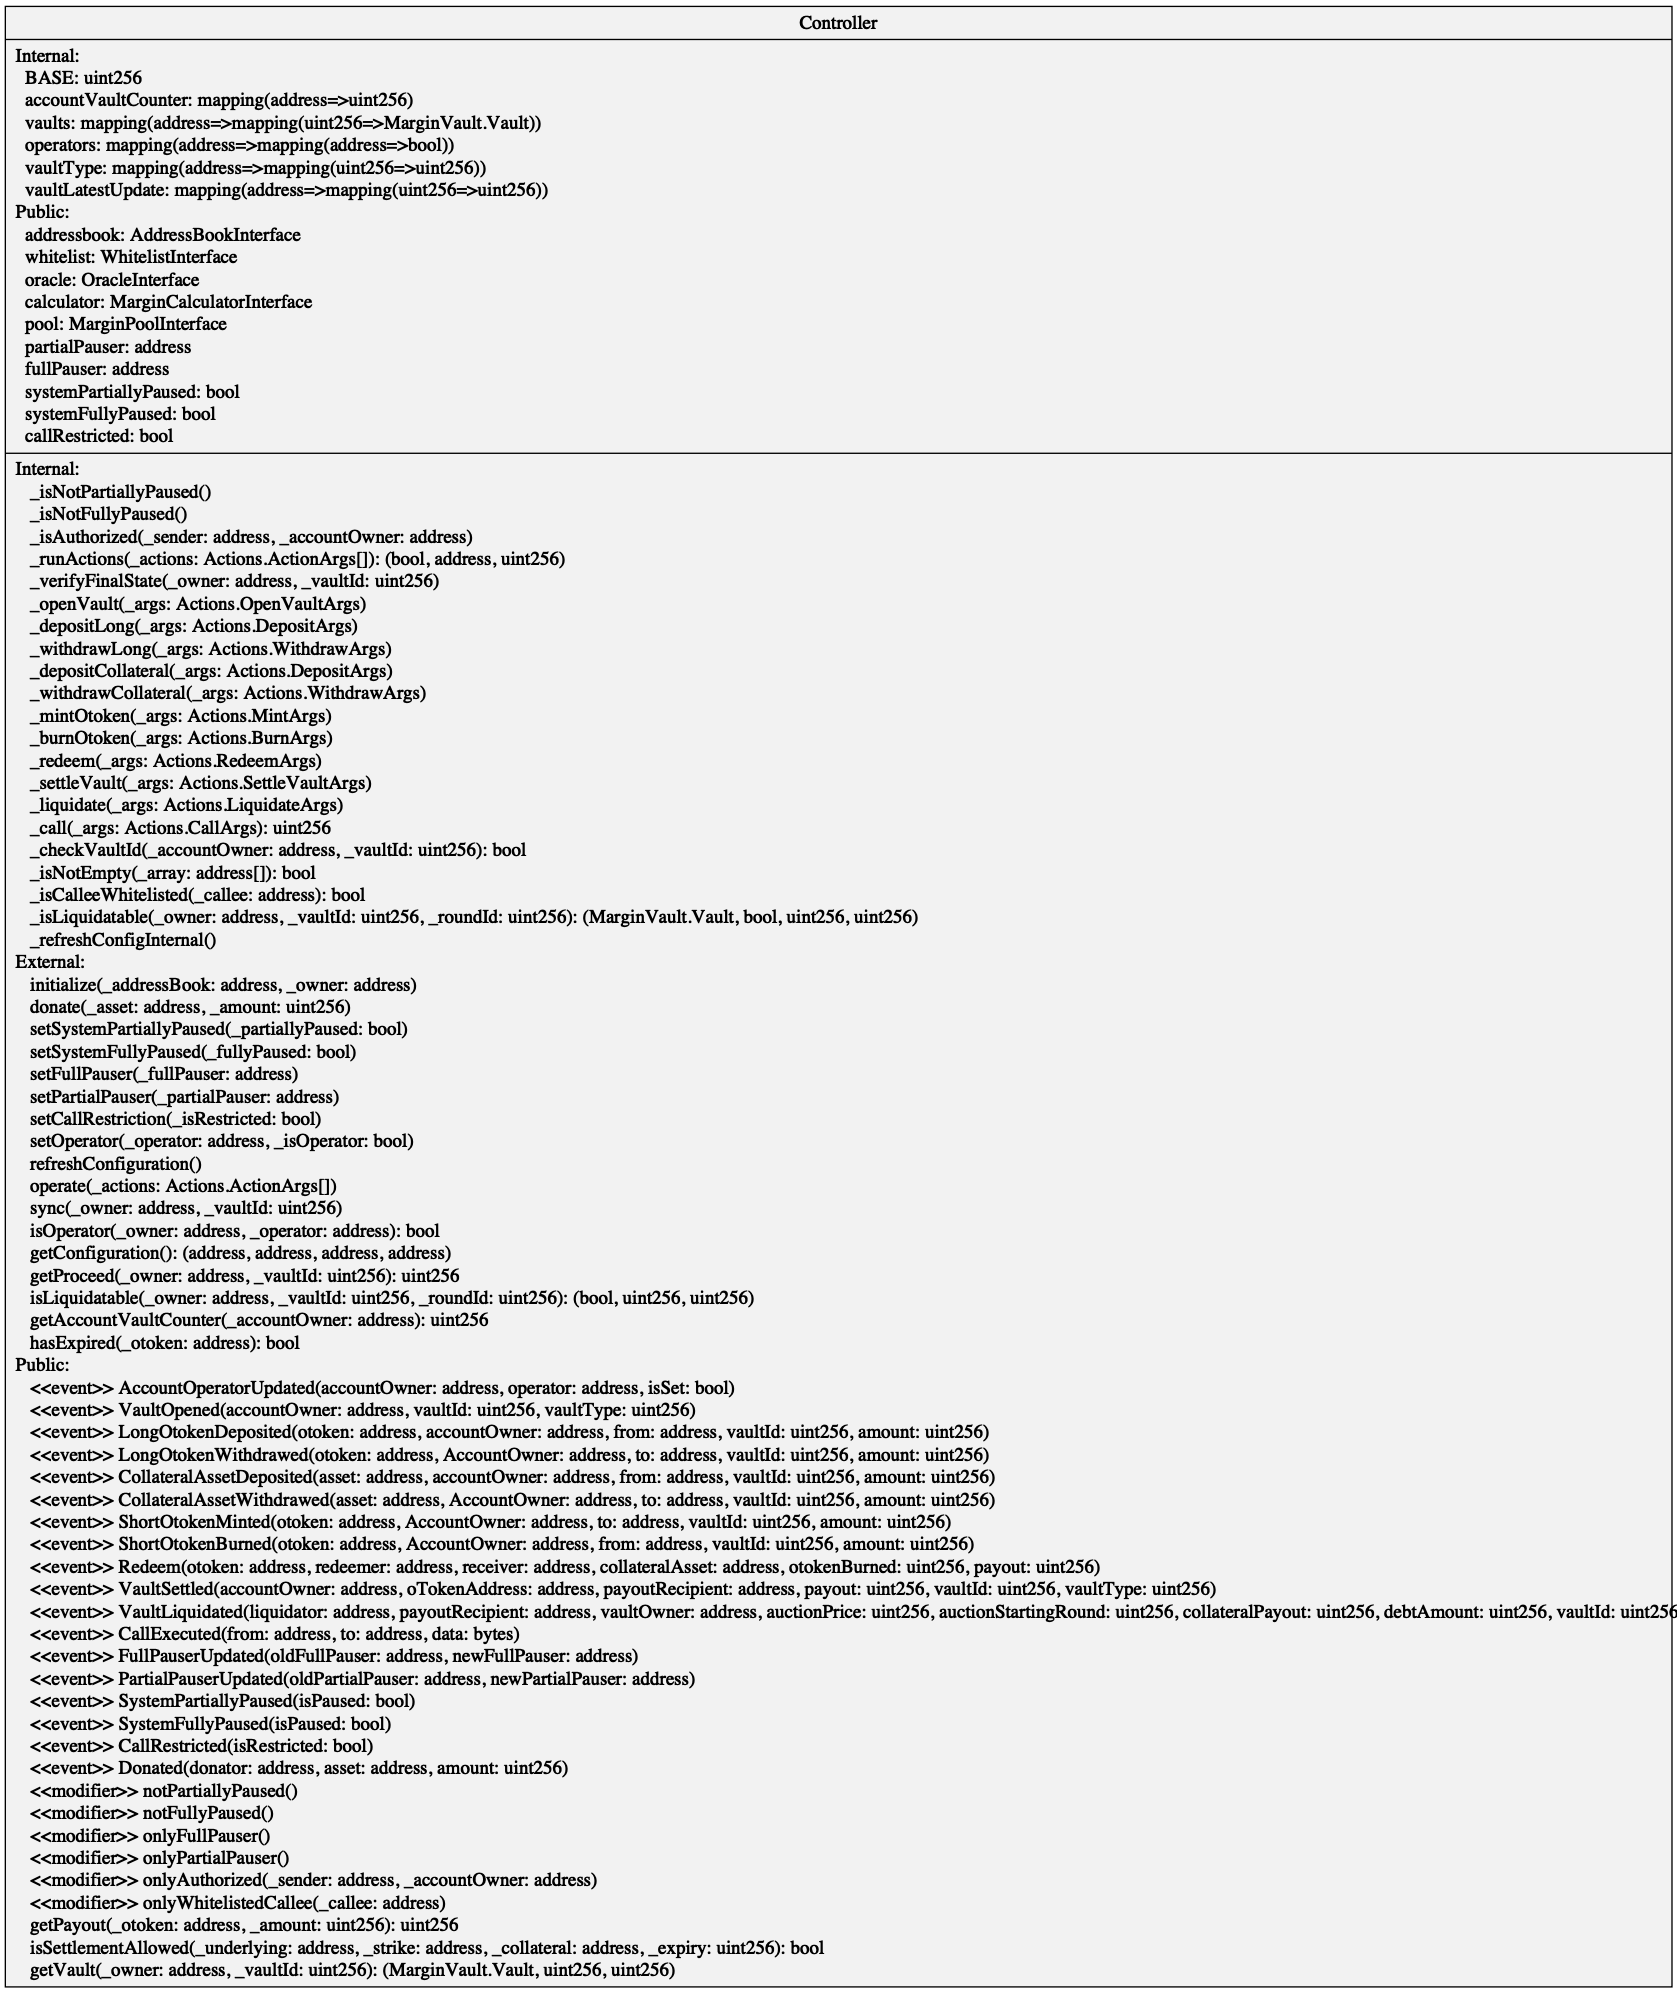 Controller
Internal:
BASE: uint256
accountVaultCounter: mapping(address=>uint256)
vaults: mapping(address=>mapping(uint256=>MarginVault.Vault))
operators: mapping(address=>mapping(address=>bool))
vaultType: mapping(address=>mapping(uint256=>uint256))
vaultLatestUpdate: mapping(address=>mapping(uint256=>uint256))
Public:
addressbook: AddressBookInterface
whitelist: WhitelistInterface
oracle: OracleInterface
calculator: MarginCalculatorInterface
pool: MarginPoolInterface
partialPauser: address
fullPauser: address
systemPartiallyPaused: bool
systemFullyPaused: bool
callRestricted: bool
Internal:
_isNotPartiallyPaused()
_isNotFullyPaused()
_isAuthorized(_sender: address, _accountOwner: address)
_runActions(_actions: Actions.ActionArgs[]): (bool, address, uint256)
_verifyFinalState(_owner: address, _vaultId: uint256)
_openVault(_args: Actions.OpenVaultArgs)
_depositLong(_args: Actions.DepositArgs)
_withdrawLong(_args: Actions.WithdrawArgs)
_depositCollateral(_args: Actions.DepositArgs)
_withdrawCollateral(_args: Actions.WithdrawArgs)
_mintOtoken(_args: Actions.MintArgs)
_burnOtoken(_args: Actions.BurnArgs)
_redeem(_args: Actions.RedeemArgs)
_settleVault(_args: Actions.SettleVaultArgs)
_liquidate(_args: Actions.LiquidateArgs)
_call(_args: Actions.CallArgs): uint256
_checkVaultId(_accountOwner: address, _vaultId: uint256): bool
_isNotEmpty(_array: address[]): bool
_isCalleeWhitelisted(_callee: address): bool
_isLiquidatable(_owner: address, _vaultId: uint256, _roundId: uint256): (MarginVault.Vault, bool, uint256, uint256)
_refreshConfigInternal()
External:
initialize(_addressBook: address, _owner: address)
donate(_asset: address, _amount: uint256)
setSystemPartiallyPaused(_partiallyPaused: bool)
setSystemFullyPaused(_fullyPaused: bool)
setFullPauser(_fullPauser: address)
setPartialPauser(_partialPauser: address)
setCallRestriction(_isRestricted: bool)
setOperator(_operator: address, _isOperator: bool)
refreshConfiguration()
operate(_actions: Actions.ActionArgs[])
sync(_owner: address, _vaultId: uint256)
isOperator(_owner: address, _operator: address): bool
getConfiguration(): (address, address, address, address)
getProceed(_owner: address, _vaultId: uint256): uint256
isLiquidatable(_owner: address, _vaultId: uint256, _roundId: uint256): (bool, uint256, uint256)
getAccountVaultCounter(_accountOwner: address): uint256
hasExpired(_otoken: address): bool
Public:
<<event>> AccountOperatorUpdated(accountOwner: address, operator: address, isSet: bool)
<<event>> VaultOpened(accountOwner: address, vaultId: uint256, vaultType: uint256)
<<event>> LongOtokenDeposited(otoken: address, accountOwner: address, from: address, vaultId: uint256, amount: uint256)
<<event>> LongOtokenWithdrawed(otoken: address, AccountOwner: address, to: address, vaultId: uint256, amount: uint256)
<<event>> CollateralAssetDeposited(asset: address, accountOwner: address, from: address, vaultId: uint256, amount: uint256)
<<event>> CollateralAssetWithdrawed(asset: address, AccountOwner: address, to: address, vaultId: uint256, amount: uint256)
<<event>> ShortOtokenMinted(otoken: address, AccountOwner: address, to: address, vaultId: uint256, amount: uint256)
<<event>> ShortOtokenBurned(otoken: address, AccountOwner: address, from: address, vaultId: uint256, amount: uint256)
<<event>> Redeem(otoken: address, redeemer: address, receiver: address, collateralAsset: address, otokenBurned: uint256, payout: uint256)
<<event>> VaultSettled(accountOwner: address, oTokenAddress: address, payoutRecipient: address, payout: uint256, vaultId: uint256, vaultType: uint256)
<<event>> VaultLiquidated(liquidator: address, payoutRecipient: address, vaultOwner: address, auctionPrice: uint256, auctionStartingRound: uint256, collateralPayout: uint256, debtAmount: uint256, vaultId: uint256
<<event>> CallExecuted(from: address, to: address, data: bytes)
<<event>> FullPauserUpdated(oldFullPauser: address, newFullPauser: address)
<<event>> PartialPauserUpdated(oldPartialPauser: address, newPartialPauser: address)
<<event>> SystemPartiallyPaused(isPaused: bool)
<<event>> SystemFullyPaused(isPaused: bool)
<<event>> CallRestricted(isRestricted: bool)
<<event>> Donated(donator: address, asset: address, amount: uint256)
<<modifier>> notPartiallyPaused()
<<modifier>> notFullyPaused()
<<modifier>> onlyFullPauser()
<<modifier>> onlyPartialPauser()
<<modifier>> onlyAuthorized(_sender: address, _accountOwner: address)
<<modifier>> onlyWhitelistedCallee(_callee: address)
getPayout(_otoken: address, _amount: uint256): uint256
isSettlementAllowed(_underlying: address, _strike: address, _collateral: address, _expiry: uint256): bool
getVault(_owner: address, _vaultId: uint256): (MarginVault.Vault, uint256, uint256)